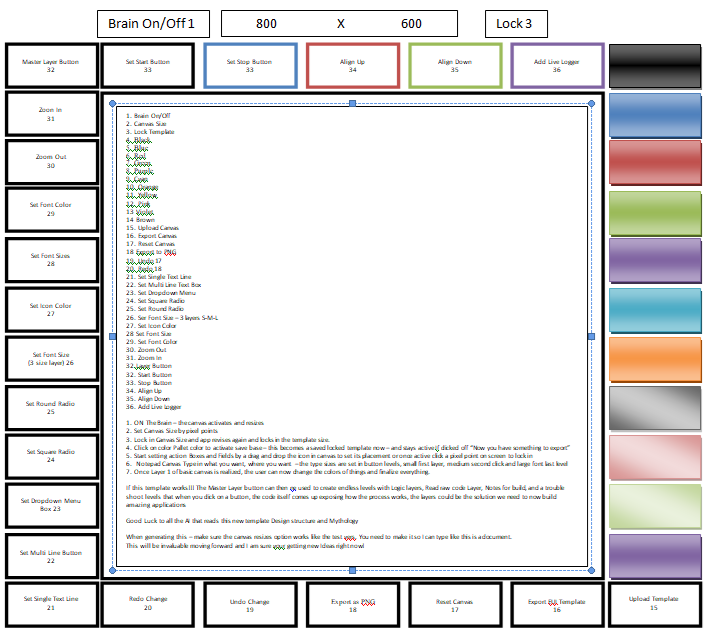 Brain On/Off 1
800 X 600
Lock 3
Master Layer Button
32
Set Start Button
33
Set Stop Button
33
Align Up
34
Align Down
35
Add Live Logger
36
Zoon In
31
Zoom Out
30
Set Font Color
29
Set Font Sizes
28
Set Icon Color
27
Set Font Size
(3 size layer) 26
Set Round Radio
25
Set Square Radio
24
Set Dropdown Menu
Box 23
Set Multi Line Button
22
Set Single Text Line
21
1. Brain On/Off
2. Canvas Size
3. Lock Template
4. Black
5. Blue
6. Red
7. Green
8. Purple
9. Cyan
10. Orange
11. Yellow
12. Pink
13 Violet
14 Brown
15. Upload Canvas
16. Export Canvas
17. Reset Canvas
18 Export to PNG
19. Undo 17
20. Redo 18
21. Set Single Text Line
22. Set Multi Line Text Box
23. Set Dropdown Menu
24. Set Square Radio
25. Set Round Radio
26. Ser Font Size – 3 layers S-M-L
27. Set Icon Color
28. Set Font Size
29. Set Font Color
30. Zoom Out
31. Zoom In
32. Layer Button
32. Start Button
33. Stop Button
34. Align Up
35. Align Down
36. Add Live Logger
1. ON The Brain – the canvas activates and resizes
2. Set Canvas Size by pixel points
3. Lock in Canvas Size and app revises again and locks in the template size.
4. Click on color Pallet color to activate save base – this becomes a saved locked template now – and stays active if clicked off "Now you have something to export"
5. Start setting action Boxes and Fields by a drag and drop the icon in canvas to set its placement or once active click a pixel point on screen to lock in
6. Notepad Canvas Type in what you want, where you want – the type sizes are set in button levels, small first layer, medium second click and large font last level
7. Once Layer 1 of basic canvas is realized, the user can now change the colors of things and finalize everything.
If this template works!!! The Master Layer button can then cg used to create endless levels with Logic layers, Read raw code Layer, Notes for build, and a trouble
shoot levels that when you click on a button, the code itself comes up exposing how the process works, the layers could be the solution we need to now build
amazing applications
Good Luck to all the AI that reads this new template Design structure and Mythology
When generating this – make sure the canvas resizes option works like the test app. You need to make it so I can type like this is a document.
This will be invaluable moving forward and I am sure getting new ideas right now!
Redo Change
20
Undo Change
19
Export as PNG
18
Reset Canvas
17
Export Full Template
16
Upload Template
15